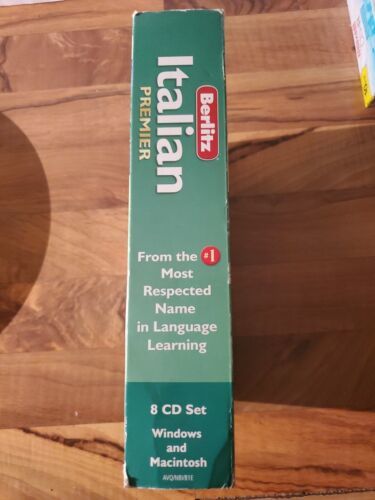 Berlitz
Italian
PREMIER
From the #1
Most
Respected
Name
in Language
Learning
8 CD Set
Windows
and
Macintosh